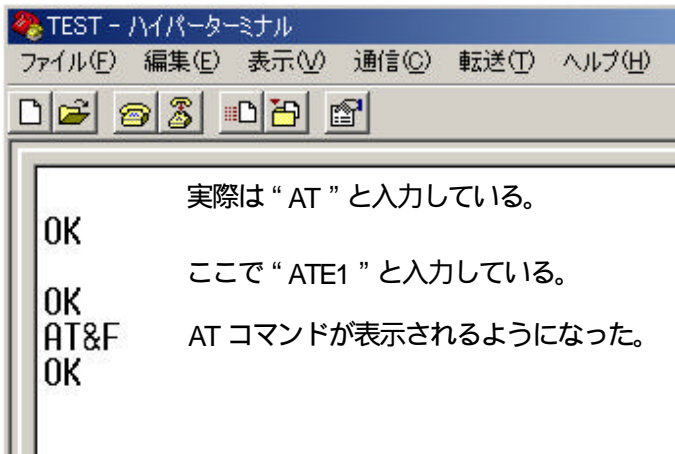 TEST - ハイパーターミナル
ファイル(F) 編集(E) 表示(V) 通信(C) 転送(T) ヘルプ(H)
実際は “ AT ” と入力している。
OK
ここで “ ATE1 ” と入力している。
OK
AT&F AT コマンドが表示されるようになった。
OK